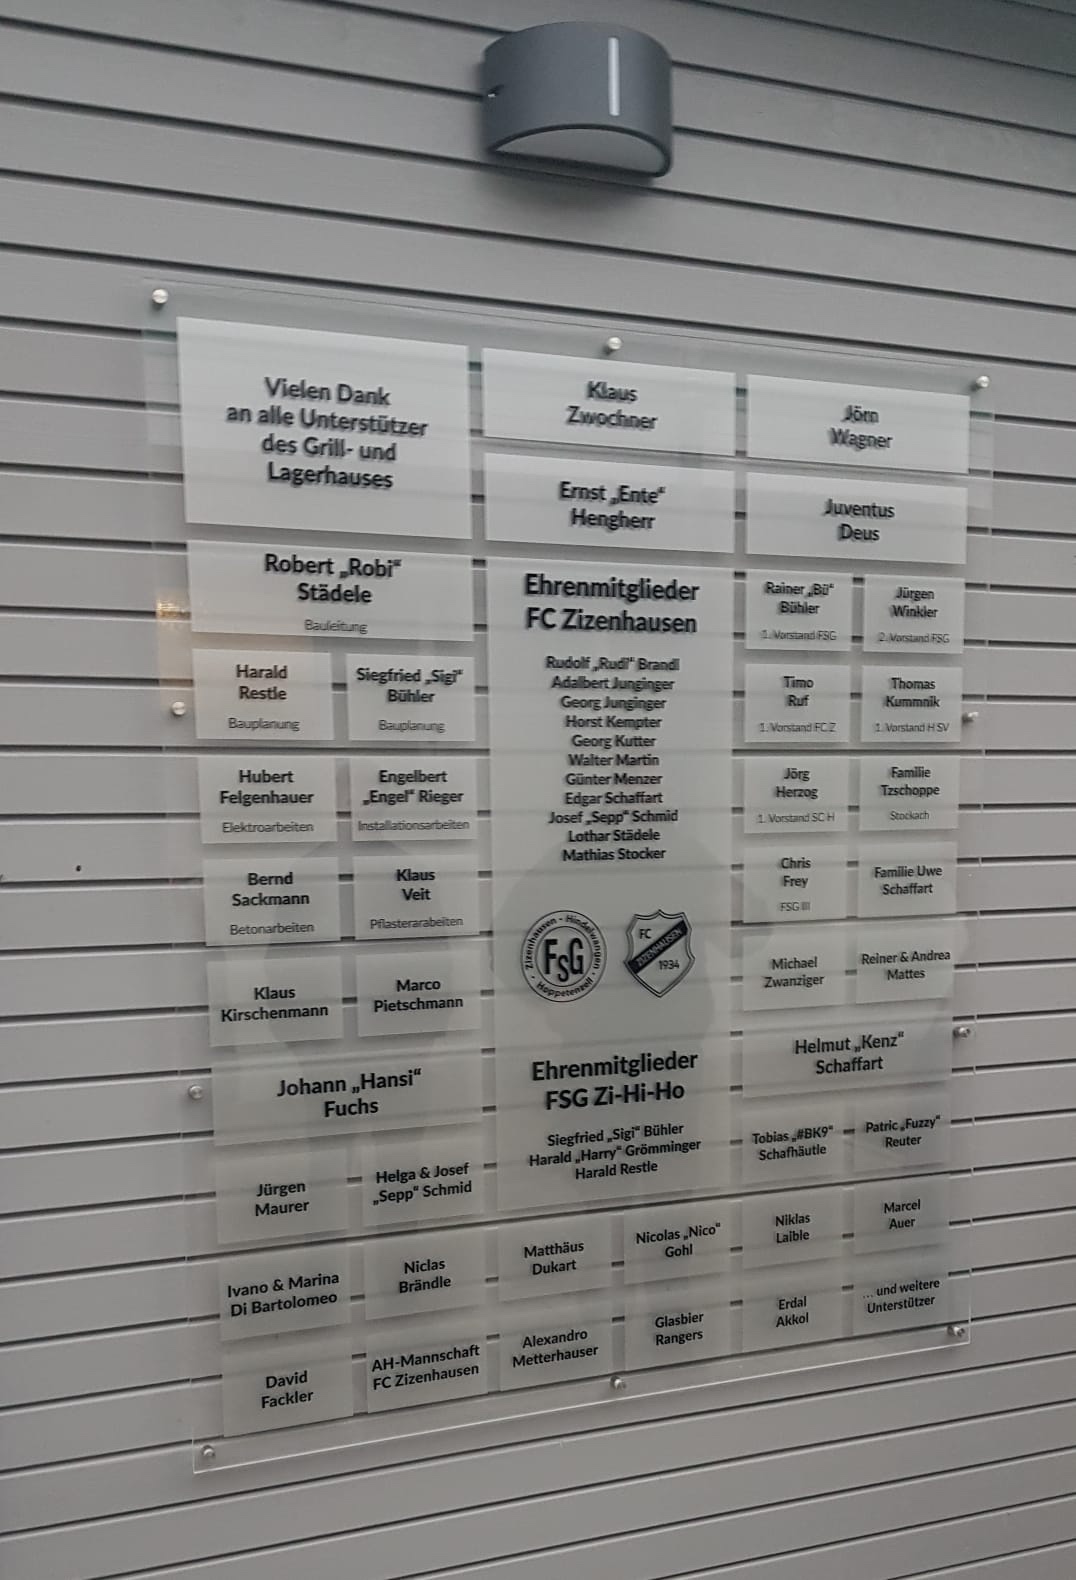 Vielen Dank
an alle Unterstützer
des Grill- und
Lagerhauses
Klaus
Zwochner
Jörn
Wagner
Ernst „Ente“
Hengherr
Juventus
Deus
Robert „Robi“
Städele
Bauleitung
Harald
Restle
Bauplanung
Siegfried „Sigi“
Bühler
Bauplanung
Hubert
Felgenhauer
Elektroarbeiten
Engelbert
„Engel“ Rieger
Installationsarbeiten
Bernd
Sackmann
Betonarbeiten
Klaus
Veit
Pflasterarabeiten
Klaus
Kirschenmann
Marco
Pietschmann
Johann „Hansi“
Fuchs
Jürgen
Maurer
Helga & Josef
„Sepp“ Schmid
Ehrenmitglieder
FC Zizenhausen
Rudolf „Rudi“ Brandl
Adalbert Junginger
Georg Junginger
Horst Kempter
Georg Kutter
Walter Martin
Günter Menzer
Edgar Schaffart
Josef „Sepp“ Schmid
Lothar Städele
Mathias Stocker
Zizenhausen - Hindelwangen - Hoppetenzell
FSG
FC
ZIZENHAUSEN
1934
Ehrenmitglieder
FSG Zi-Hi-Ho
Siegfried „Sigi“ Bühler
Harald „Harry“ Grömminger
Harald Restle
Rainer „Bü“
Bühler
1. Vorstand FSG
Jürgen
Winkler
2. Vorstand FSG
Timo
Ruf
1. Vorstand FC Z
Thomas
Kummnik
1. Vorstand H SV
Jörg
Herzog
1. Vorstand SC H
Familie
Tzschoppe
Stockach
Chris
Frey
FSG III
Familie Uwe
Schaffart
Michael
Zwanziger
Reiner & Andrea
Mattes
Helmut „Kenz“
Schaffart
Tobias „#BK9“
Schafhäutle
Patric „Fuzzy“
Reuter
Ivano & Marina
Di Bartolomeo
Niclas
Brändle
Matthäus
Dukart
Nicolas „Nico“
Gohl
Niklas
Laible
Marcel
Auer
David
Fackler
AH-Mannschaft
FC Zizenhausen
Alexandro
Metterhauser
Glasbier
Rangers
Erdal
Akkol
... und weitere
Unterstützer